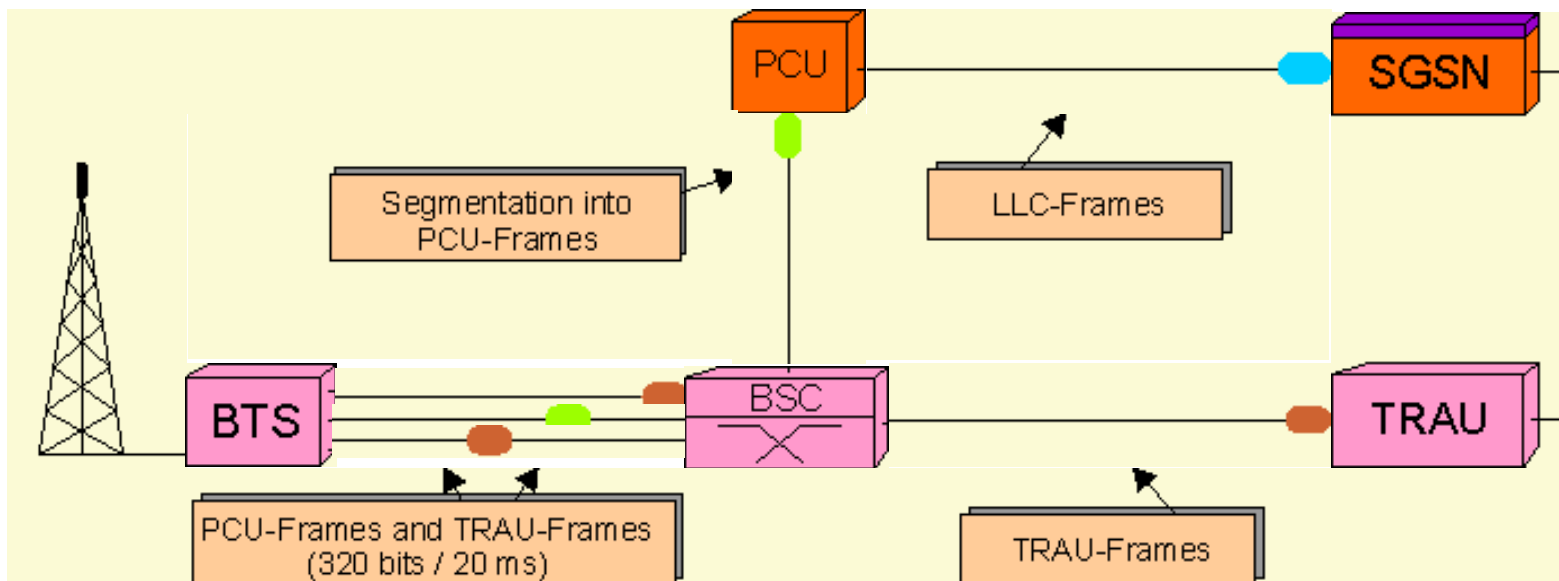 PCU
SGSN
Segmentation into
PCU-Frames
LLC-Frames
BTS
BSC
TRAU
PCU-Frames and TRAU-Frames
(320 bits / 20 ms)
TRAU-Frames